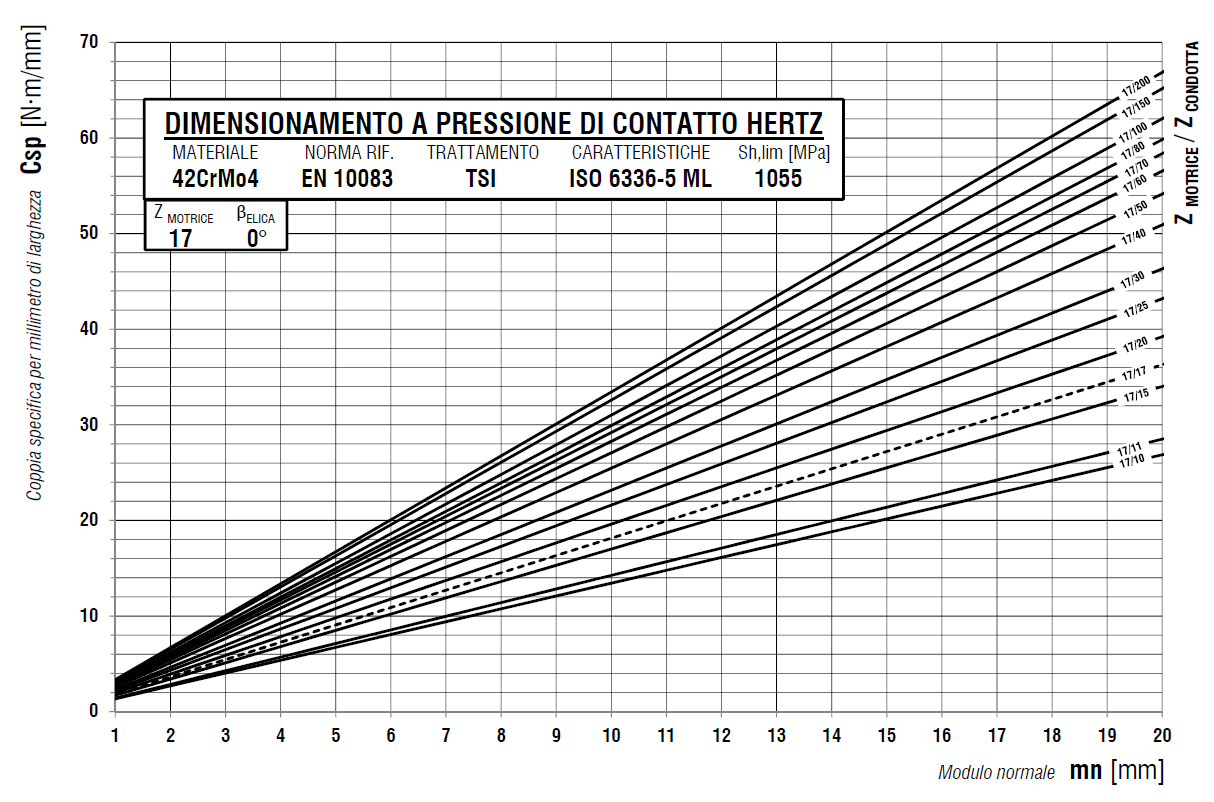 Csp [N·m/mm]
Coppia specifica per millimetro di larghezza
70
60
50
40
30
20
10
0
DIMENSIONAMENTO A PRESSIONE DI CONTATTO HERTZ
MATERIALE NORMA RIF. TRATTAMENTO CARATTERISTICHE Sh,lim [MPa]
42CrMo4 EN 10083 TSI ISO 6336-5 ML 1055
Z MOTRICE βELICA
17 0°
17/200
17/150
17/100
17/80
17/70
17/60
17/50
17/40
17/30
17/25
17/20
17/17
17/15
17/11
17/10
Z MOTRICE / Z CONDOTTA
1 2 3 4 5 6 7 8 9 10 11 12 13 14 15 16 17 18 19 20
Modulo normale mn [mm]